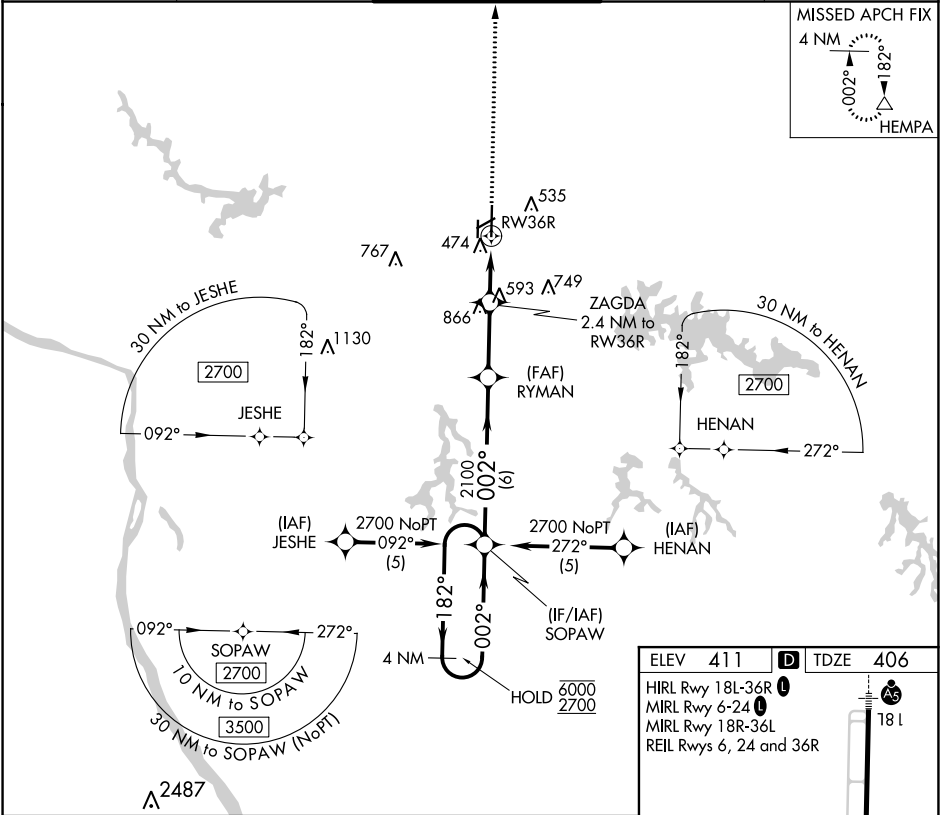 MISSED APCH FIX
4 NM
002°
182°
HEMPA
535
RW36R
474
767
593
749
866
ZAGDA
2.4 NM to
RW36R
30 NM to JESHE
182°
1130
2700
JESHE
092°
(FAF)
RYMAN
30 NM to HENAN
182°
2700
HENAN
272°
2100
002°
(6)
(IAF)
JESHE
2700 NoPT
092°
(5)
2700 NoPT
272°
(5)
(IAF)
HENAN
182°
002°
(IF/IAF)
SOPAW
4 NM
HOLD 6000
2700
092°
272°
SOPAW
2700
10 NM to SOPAW
3500
30 NM to SOPAW (NoPT)
2487
ELEV 411 D TDZE 406
HIRL Rwy 18L-36R L
MIRL Rwy 6-24 L
MIRL Rwy 18R-36L
REIL Rwys 6, 24 and 36R
A5
18L